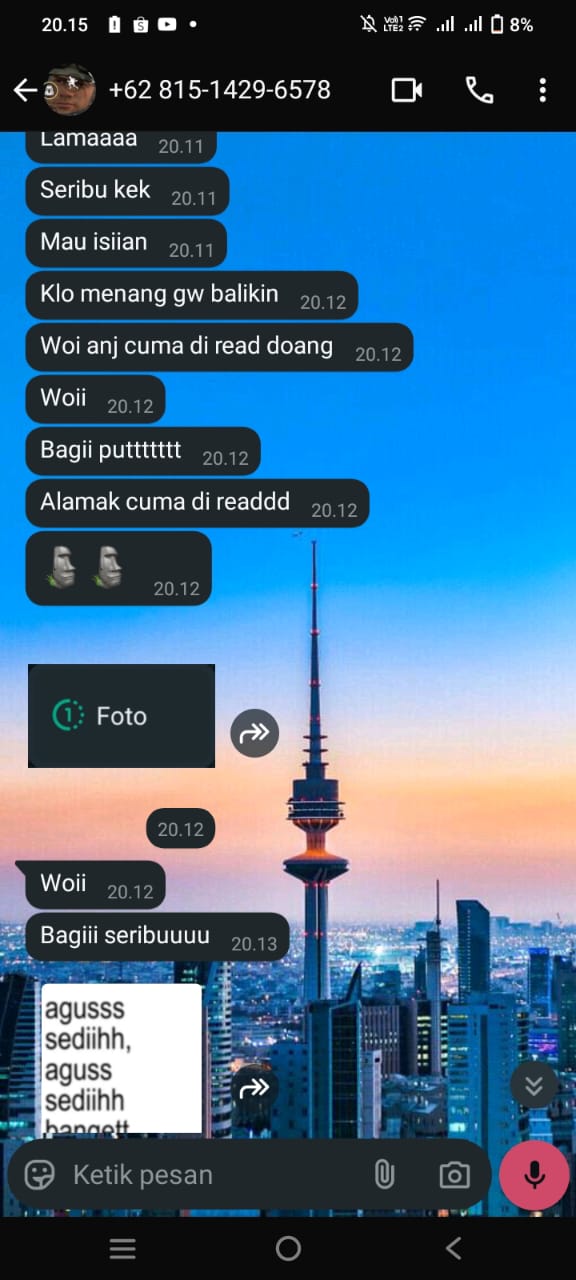 20.15
VoI1
LTE2
8%
+62 815-1429-6578
Lamaaaa 20.11
Seribu kek 20.11
Mau isiian 20.11
Klo menang gw balikin 20.12
Woi anj cuma di read doang 20.12
Woii 20.12
Bagii puttttttt 20.12
Alamak cuma di readdd 20.12
20.12
1 Foto
20.12
Woii 20.12
Bagiii seribuuuu 20.13
agusss
sediihh,
aguss
sediihh
bangett
Ketik pesan